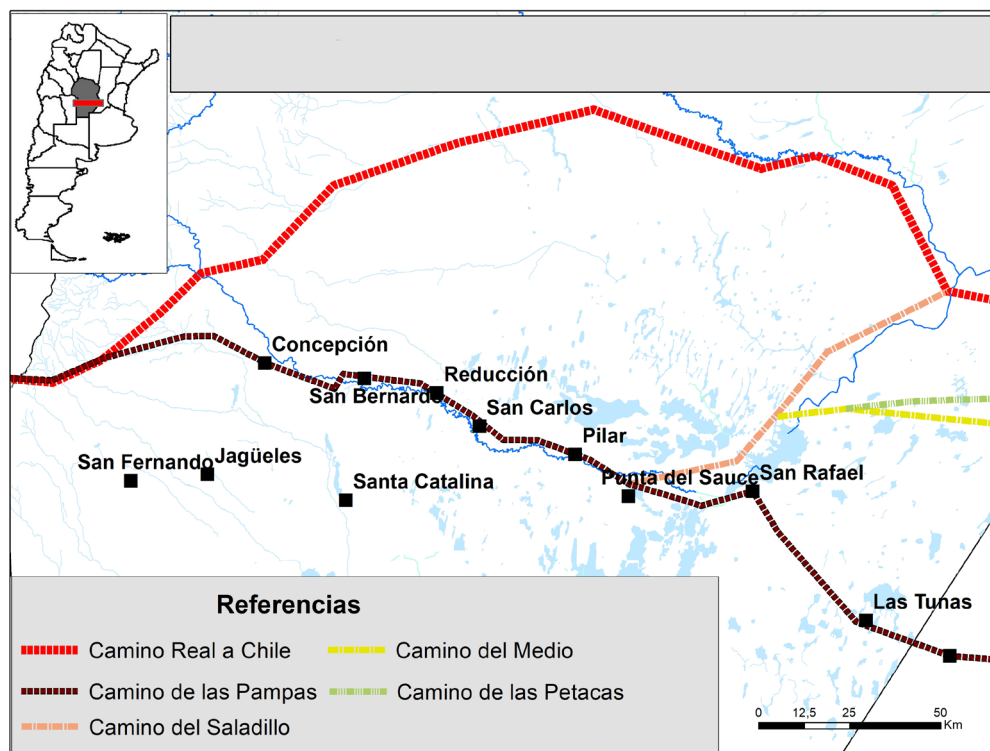 Concepción
San Bernardo
Reducción
San Carlos
Pilar
San Fernando
Jagüeles
Santa Catalina
Punta del Sauce
San Rafael
Las Tunas
Referencias
Camino Real a Chile
Camino del Medio
Camino de las Pampas
Camino de las Petacas
Camino del Saladillo
0 12,5 25 50
Km